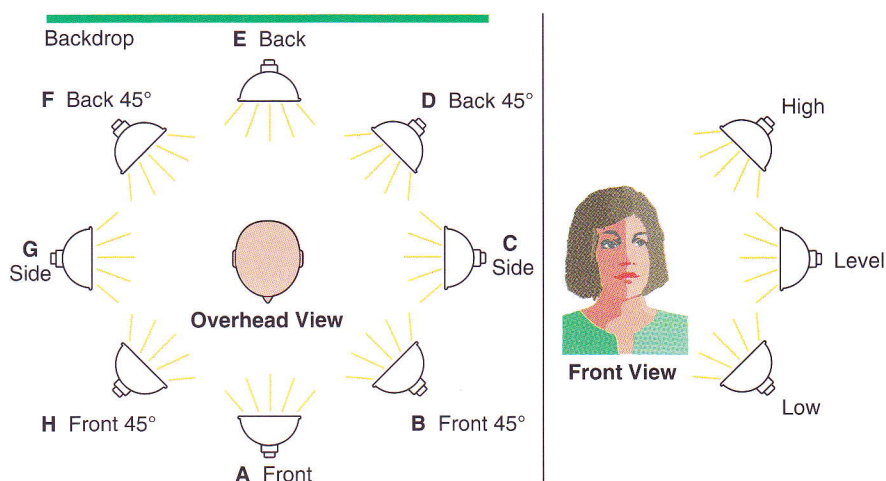 Backdrop
E Back
F Back 45°
D Back 45°
G
Side
C
Side
Overhead View
H Front 45°
B Front 45°
A Front
High
Level
Front View
Low